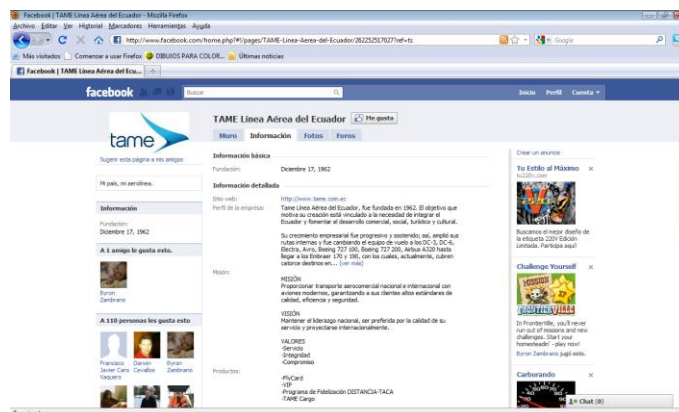 Facebook | TAME Línea Aérea del Ecuador - Mozilla Firefox
Archivo Editar Ver Historial Marcadores Herramientas Ayuda
http://www.facebook.com/home.php?#!/pages/TAME-Linea-Aerea-del-Ecuador/262252517027?ref=ts
Google
Más visitados Comenzar a usar Firefox DIBUJOS PARA COLOR... Últimas noticias
Facebook | TAME Línea Aérea del Ecu...
facebook
Buscar
Inicio Perfil Cuenta
TAME Línea Aérea del Ecuador Me gusta
Muro Información Fotos Foros
tame
Sugerir esta página a mis amigos
Mi país, mi aerolínea.
Información
Fundación:
Diciembre 17, 1962
A 1 amigo le gusta esto.
Byron
Zambrano
A 110 personas les gusta esto
Francisco
Javier Caro
Vaquero
Darwin
Cevallos
Byron
Zambrano
Información básica
Fundación: Diciembre 17, 1962
Información detallada
Sitio web: http://www.tame.com.ec
Perfil de la empresa: Tame Línea Aérea del Ecuador, fue fundada en 1962. El objetivo que
motiva su creación está vinculado a la necesidad de integrar el
Ecuador y fomentar el desarrollo comercial, social, turístico y cultural.
Su crecimiento empresarial fue progresivo y sostenido; así, amplió sus
rutas internas y fue cambiando el equipo de vuelo a los DC-3, DC-6,
Electra, Avro, Boeing 727 100, Boeing 727 200, Airbus A320 hasta
llegar a los Embraer 170 y 190, con los cuales, actualmente, cubren
catorce destinos en... (ver más)
Misión:
MISIÓN
Proporcionar transporte aerocomercial nacional e internacional con
aviones modernos, garantizando a sus clientes altos estándares de
calidad, eficiencia y seguridad.
VISIÓN
Mantener el liderazgo nacional, ser preferida por la calidad de su
servicio y proyectarse internacionalmente.
VALORES
-Servicio
-Integridad
-Compromiso
Productos:
-FlyCard
-VIP
-Programa de Fidelización DISTANCIA-TACA
-TAME Cargo
Crear un anuncio
Tu Estilo al Máximo x
tu220v.com
Buscamos el mejor diseño de
la etiqueta 220V Edición
Limitada. Participa aquí!
Challenge Yourself x
MISSION
FRONTIERVILLE
In FrontierVille, you'll never
run out of missions and new
challenges. Start your
homesteadin' - play now!
Byron Zambrano jugó esto.
Carburando x
Chat (9)